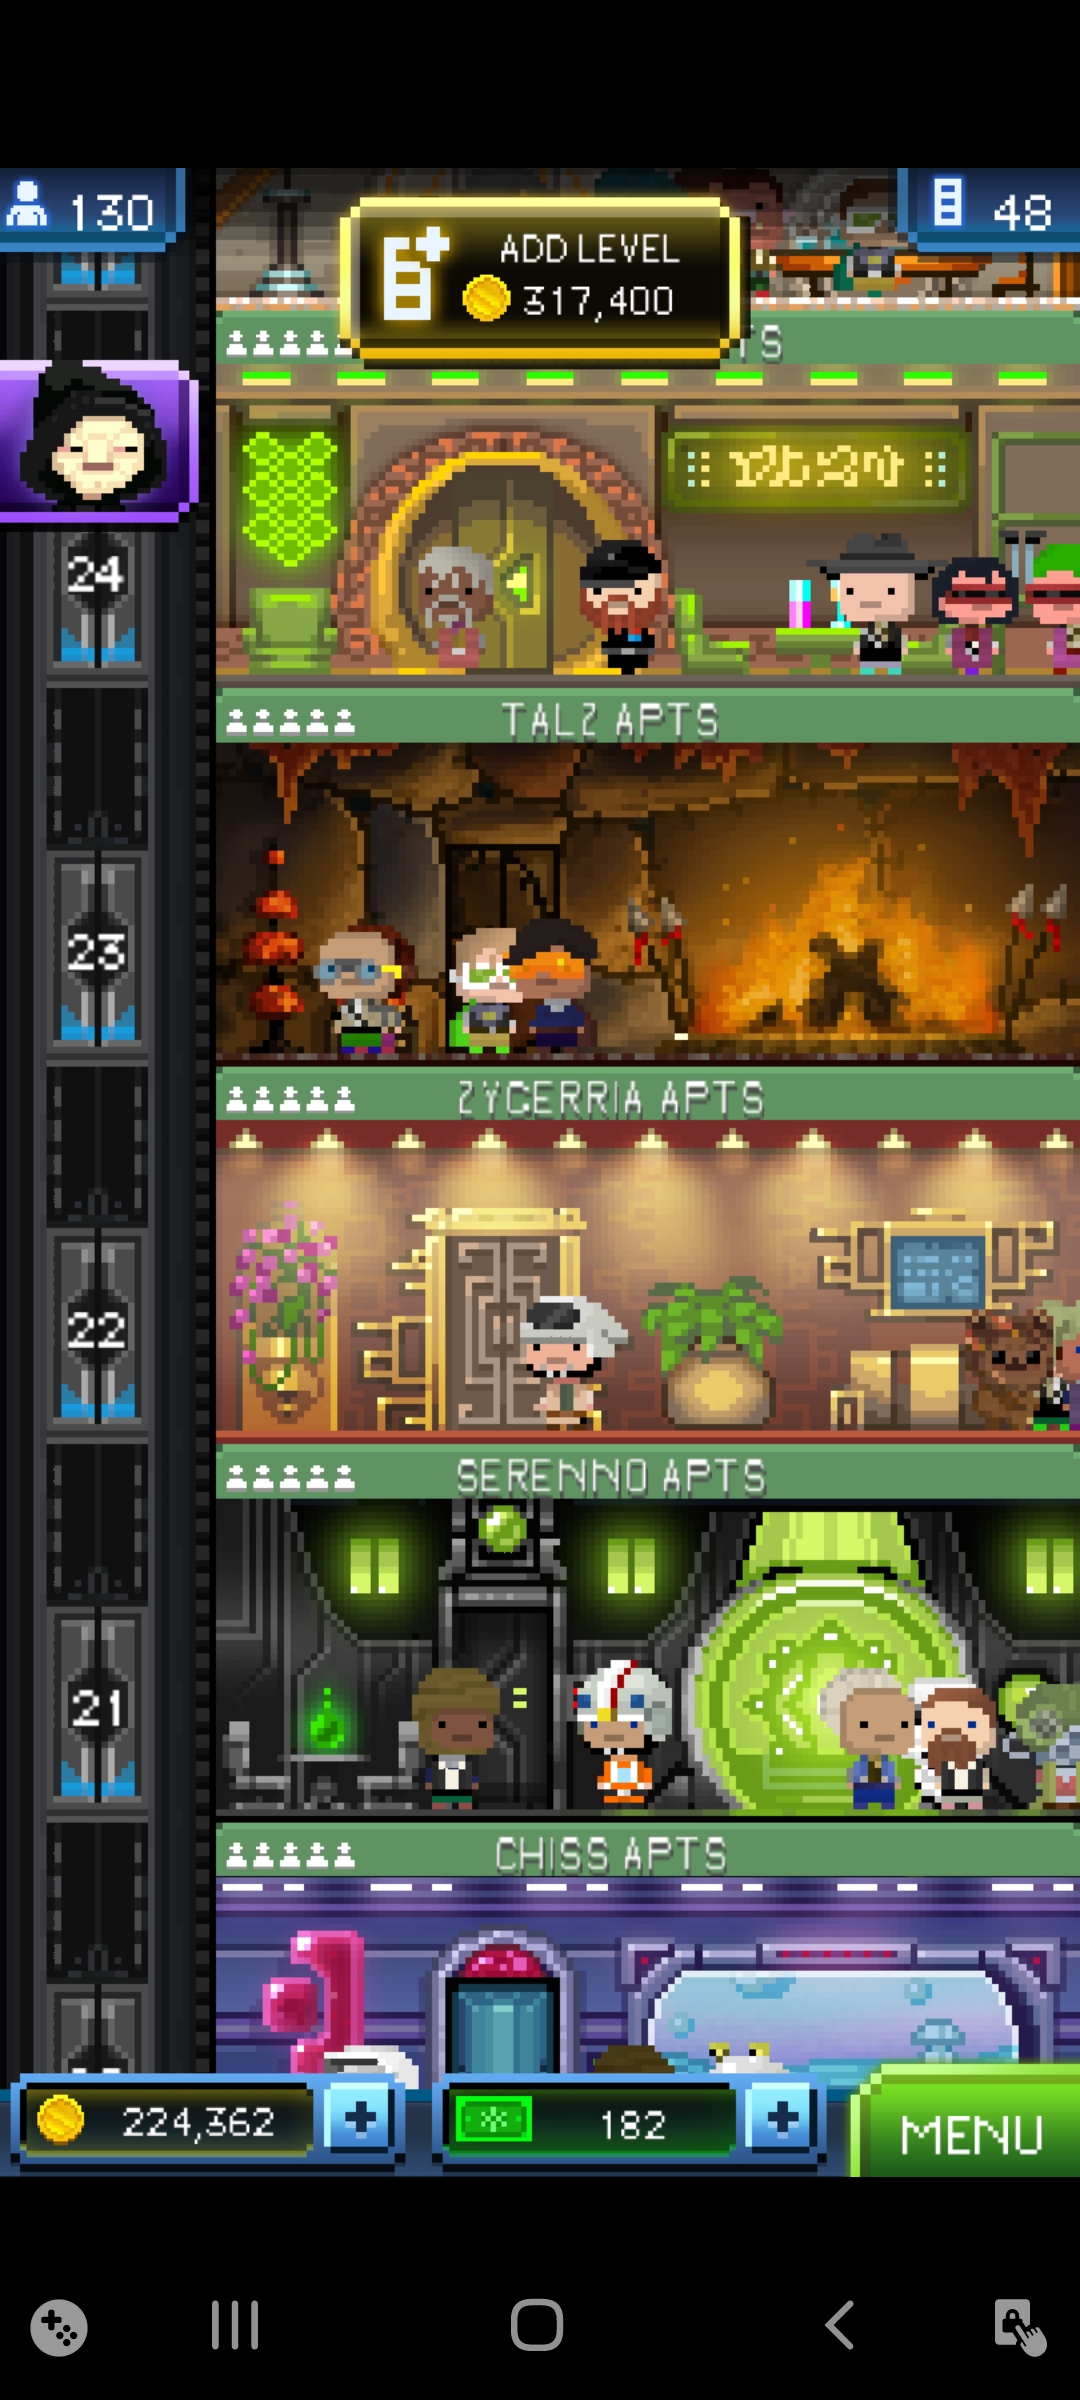 130
48
ADD LEVEL
317,400
TS
24
TALZ APTS
23
ZYGERRIA APTS
22
SERENNO APTS
21
CHISS APTS
224,362
182
MENU